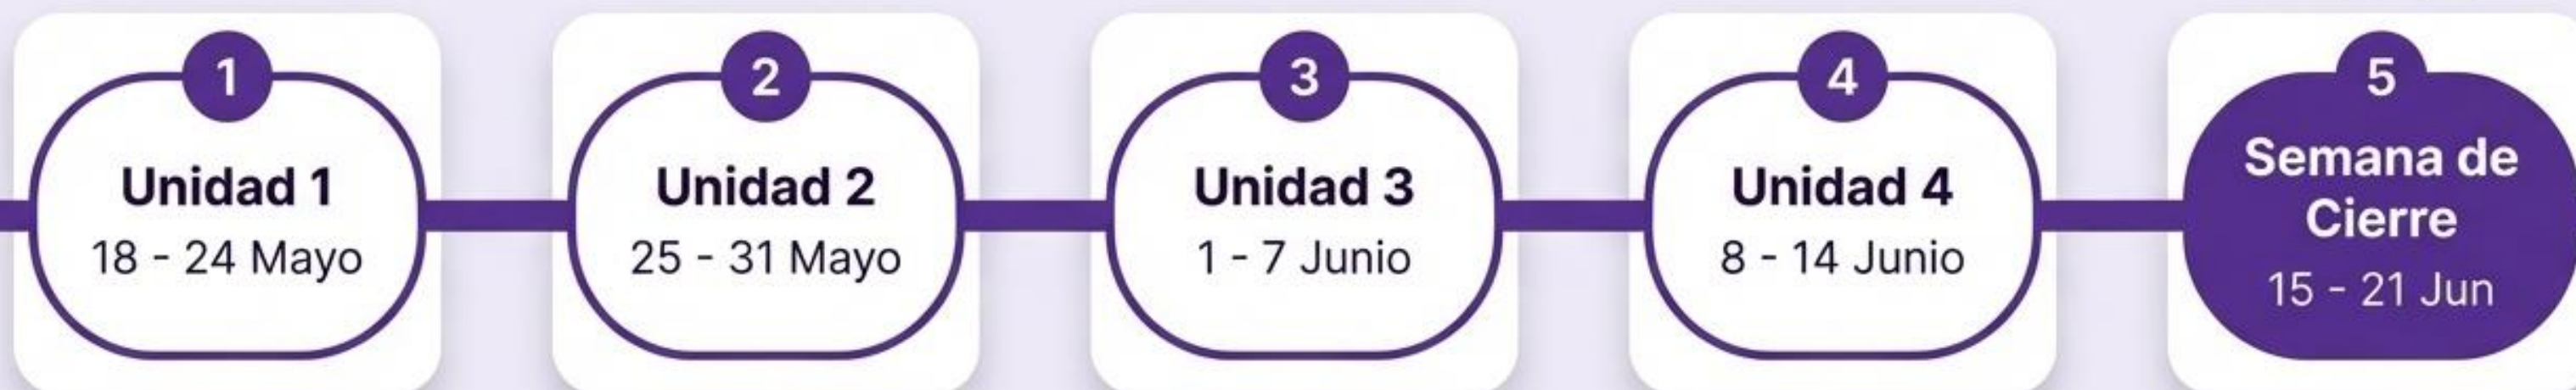 1
Unidad 1
18 - 24 Mayo
2
Unidad 2
25 - 31 Mayo
3
Unidad 3
1 - 7 Junio
4
Unidad 4
8 - 14 Junio
5
Semana de
Cierre
15 - 21 Jun